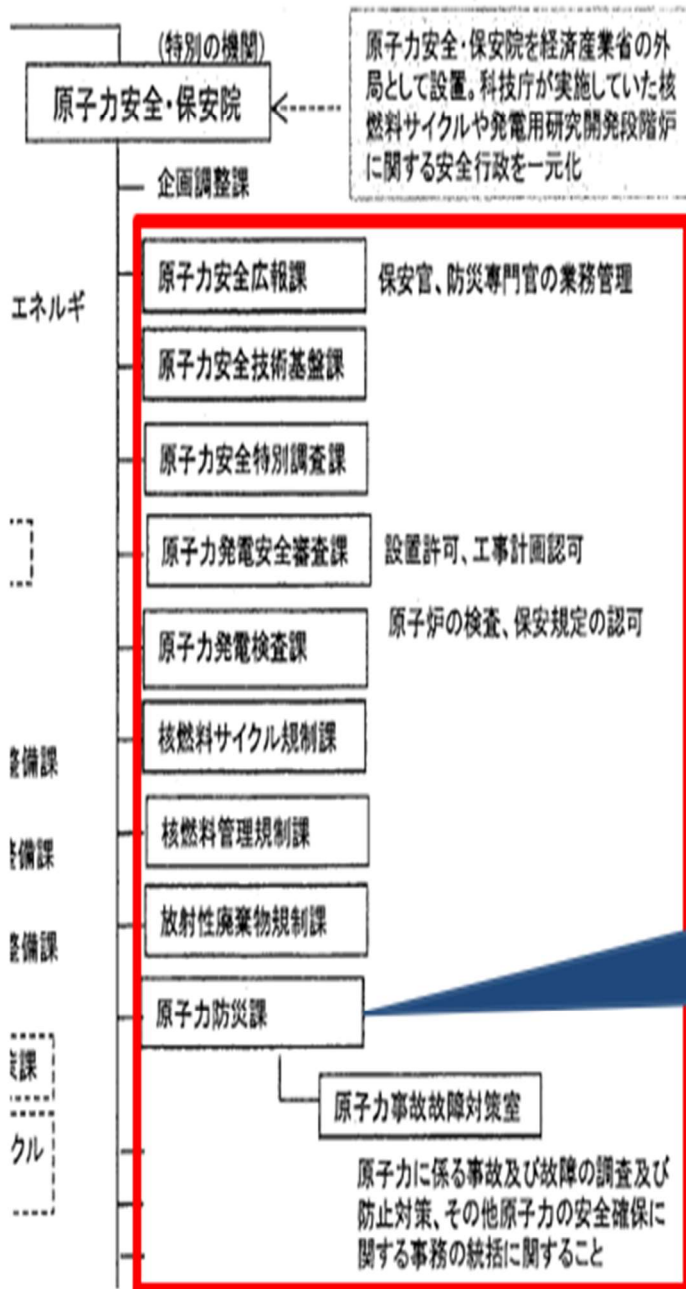 (特別の機関)
原子力安全・保安院
原子力安全・保安院を経済産業省の外
局として設置。科技庁が実施していた核
燃料サイクルや発電用研究開発段階炉
に関する安全行政を一元化
企画調整課
原子力安全広報課
保安官、防災専門官の業務管理
エネルギ
原子力安全技術基盤課
原子力安全特別調査課
原子力発電安全審査課
設置許可、工事計画認可
原子力発電検査課
原子炉の検査、保安規定の認可
核燃料サイクル規制課
整備課
核燃料管理規制課
整備課
放射性廃棄物規制課
整備課
原子力防災課
課
原子力事故故障対策室
クル
原子力に係る事故及び故障の調査及び
防止対策、その他原子力の安全確保に
関する事務の統括に関すること